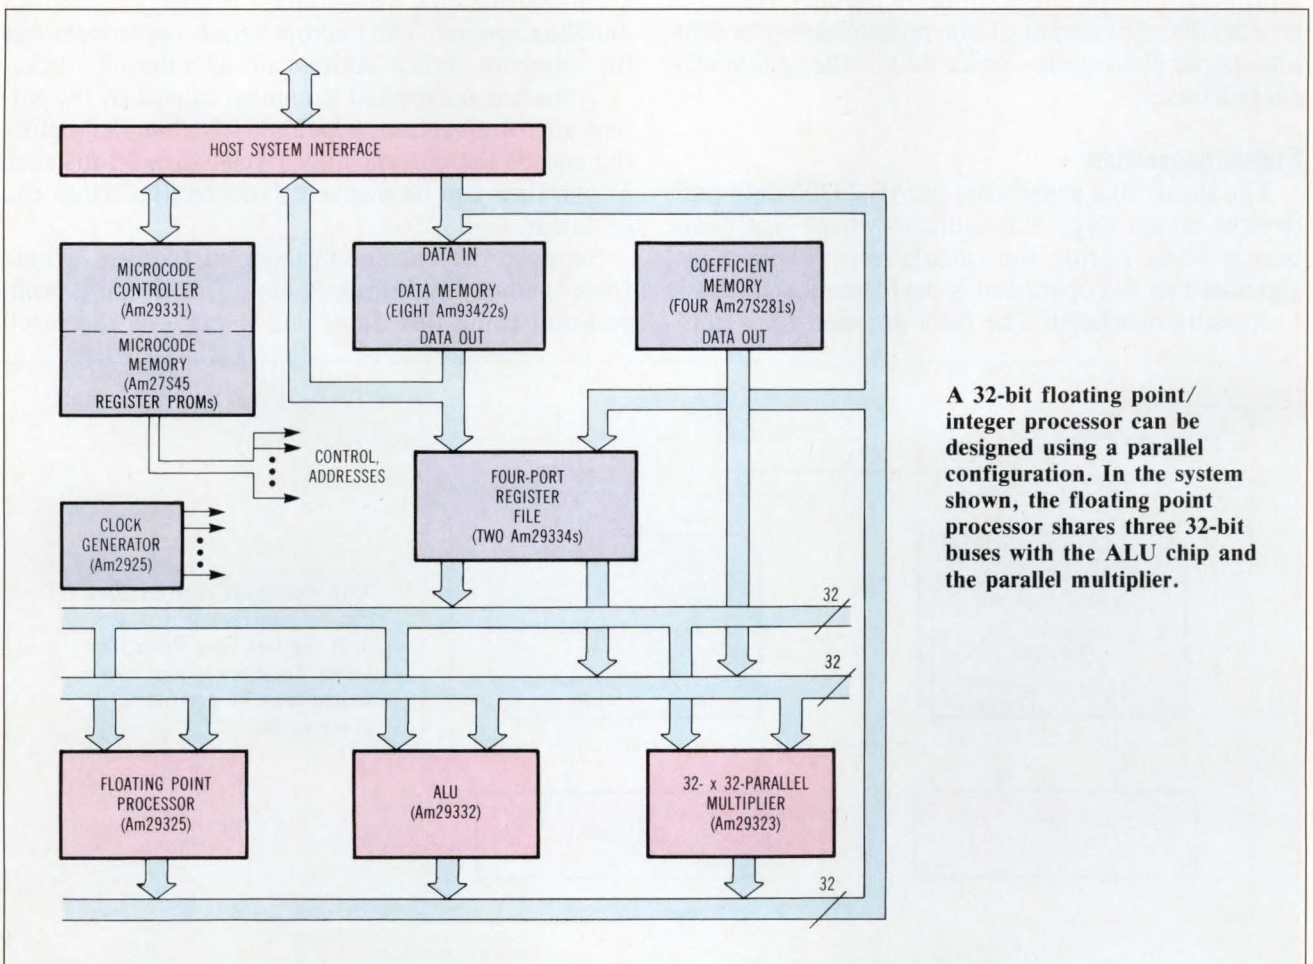 HOST SYSTEM INTERFACE
MICROCODE
CONTROLLER
(Am29331)
MICROCODE
MEMORY
(Am27S45
REGISTER PROMs)
DATA IN
DATA MEMORY
(EIGHT Am93422s)
DATA OUT
COEFFICIENT
MEMORY
(FOUR Am27S281s)
DATA OUT
CONTROL,
ADDRESSES
CLOCK
GENERATOR
(Am2925)
FOUR-PORT
REGISTER
FILE
(TWO Am29334s)
32
32
FLOATING POINT
PROCESSOR
(Am29325)
ALU
(Am29332)
32- x 32-PARALLEL
MULTIPLIER
(Am29323)
32
A 32-bit floating point/
integer processor can be
designed using a parallel
configuration. In the system
shown, the floating point
processor shares three 32-bit
buses with the ALU chip and
the parallel multiplier.